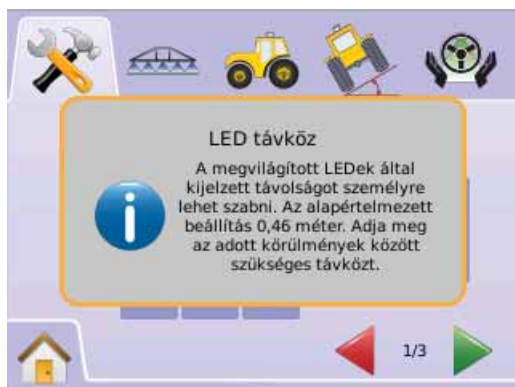 LED távköz
A megvilágított LEDek által
kijelzett távolságot személyre
lehet szabni. Az alapértelmezett
beállítás 0,46 méter. Adja meg
az adott körülmények között
szükséges távközt.
1/3